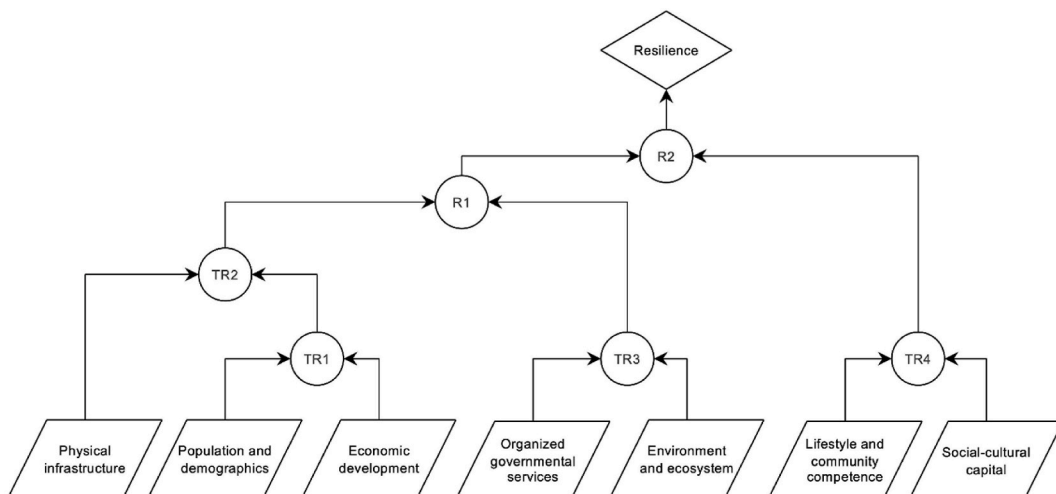 Resilience
R2
R1
TR2
TR1
TR3
TR4
Physical
infrastructure
Population and
demographics
Economic
development
Organized
governmental
services
Environment
and ecosystem
Lifestyle and
community
competence
Social-cultural
capital